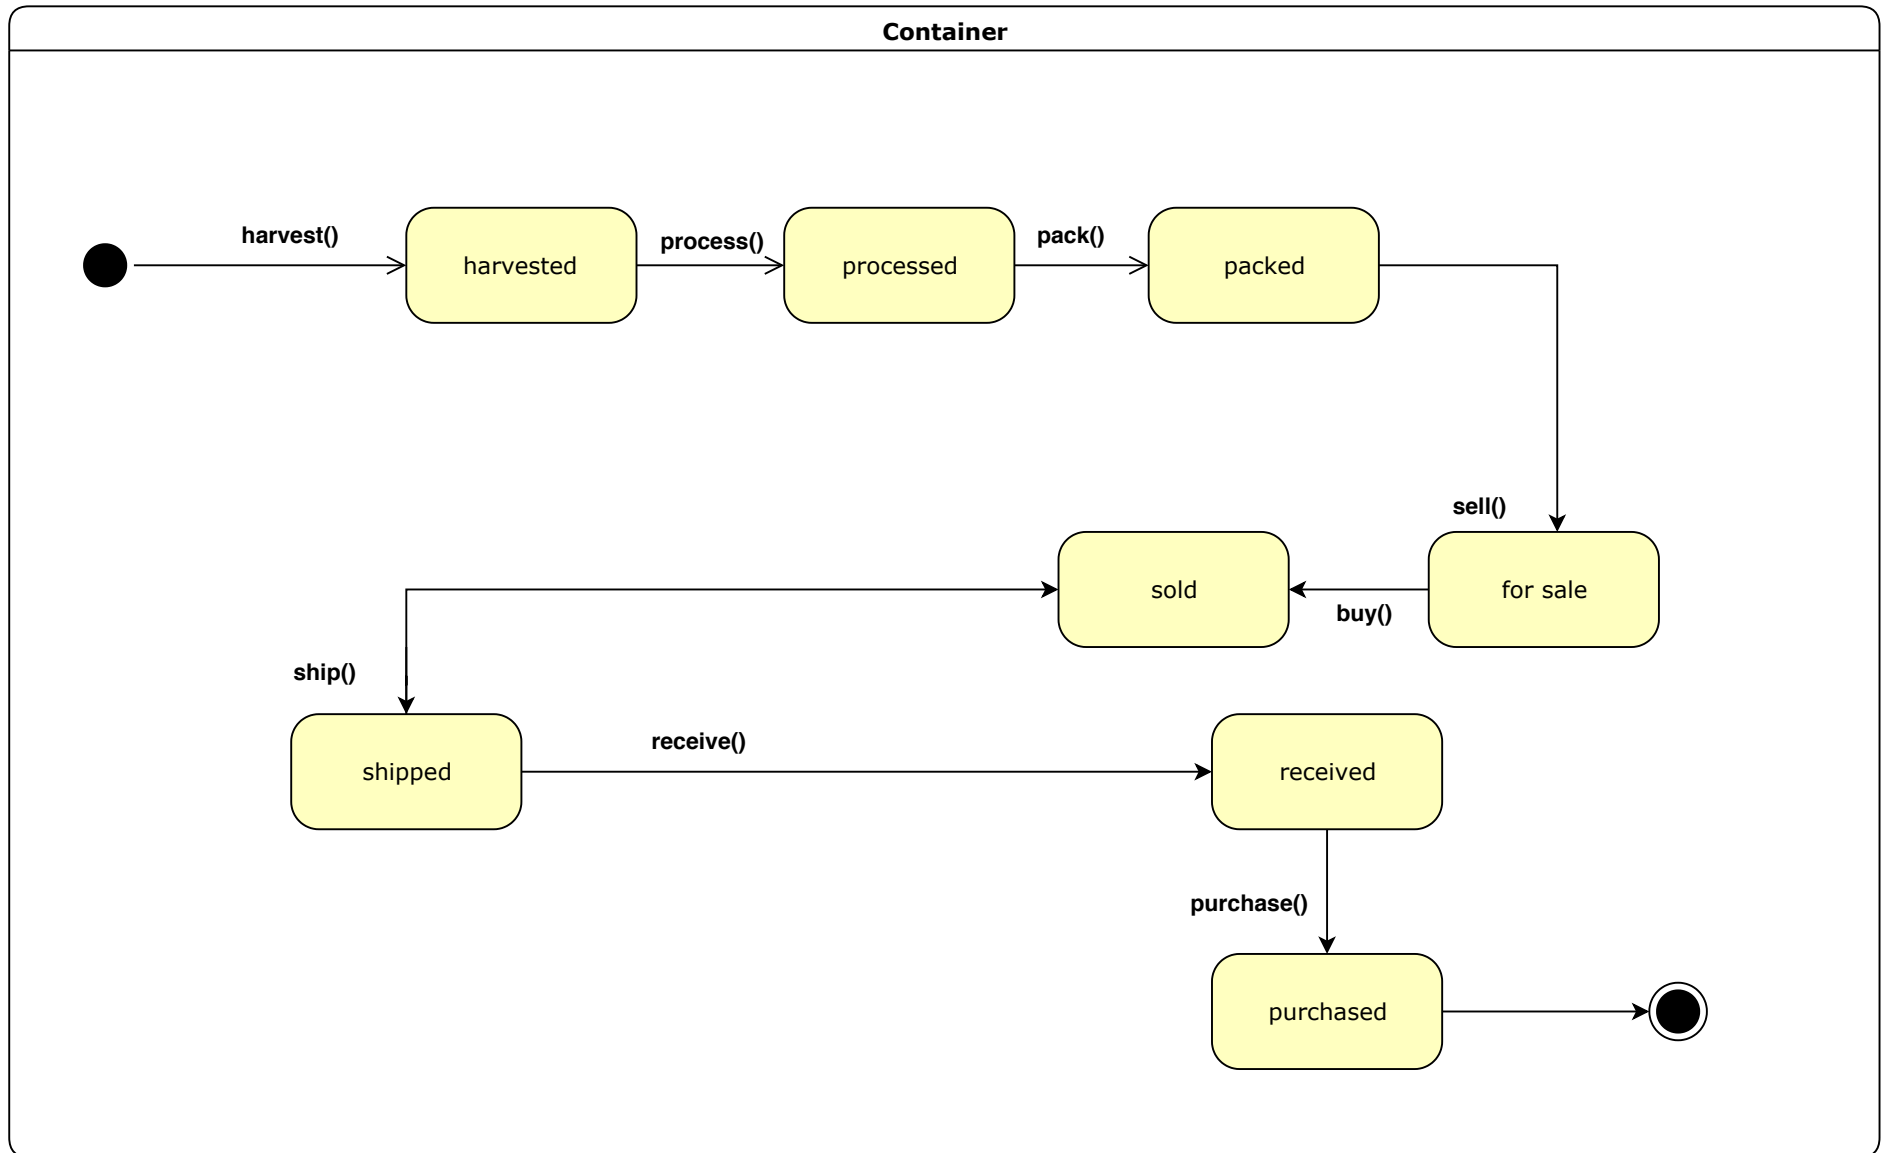 Container
harvest()
harvested
process()
processed
pack()
packed
sell()
for sale
buy()
sold
ship()
shipped
receive()
received
purchase()
purchased